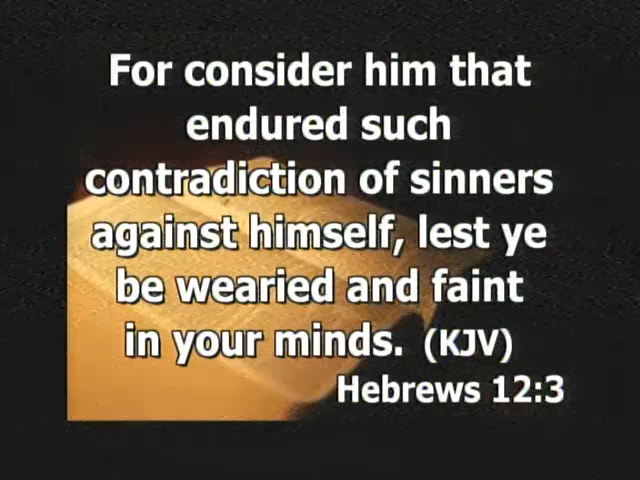 For consider him that
endured such
contradiction of sinners
against himself, lest ye
be wearied and faint
in your minds. (KJV)
Hebrews 12:3